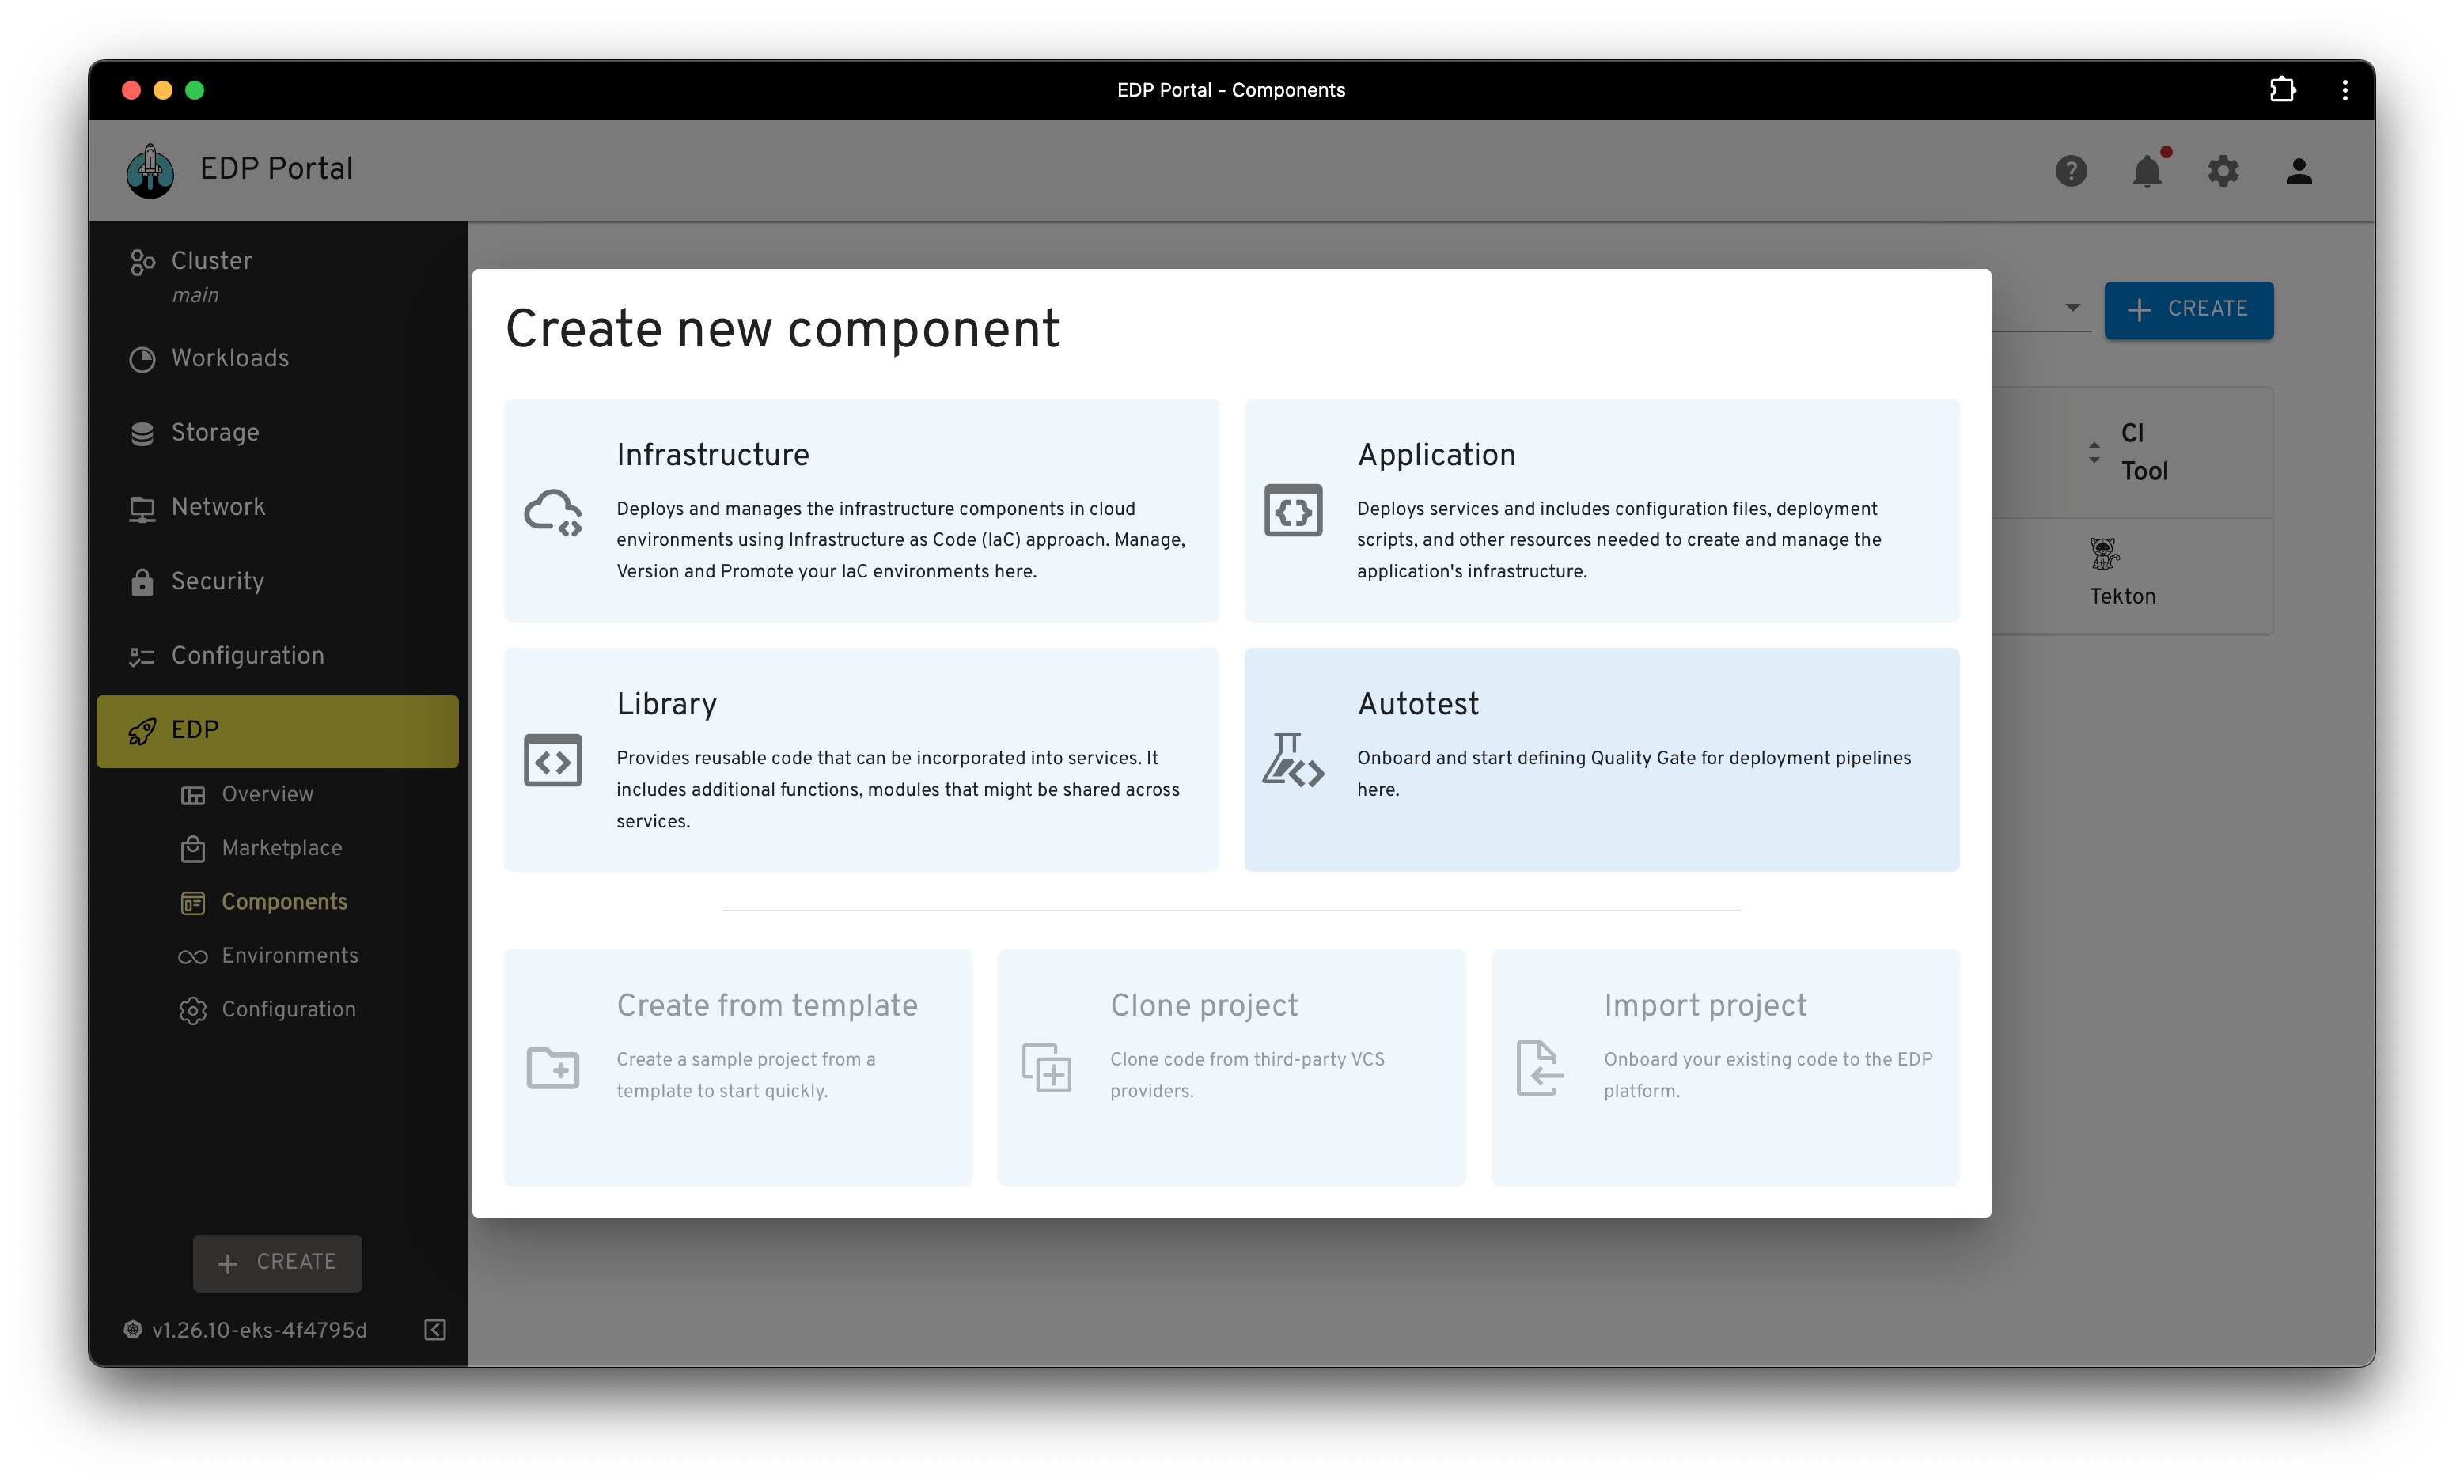 EDP Portal - Components
EDP Portal
Cluster
main
Workloads
Storage
Network
Security
Configuration
EDP
Overview
Marketplace
Components
Environments
Configuration
+ CREATE
v1.26.10-eks-4f4795d
+ CREATE
CI
Tool
Tekton
Create new component
Infrastructure
Deploys and manages the infrastructure components in cloud
environments using Infrastructure as Code (IaC) approach. Manage,
Version and Promote your IaC environments here.
Application
Deploys services and includes configuration files, deployment
scripts, and other resources needed to create and manage the
application's infrastructure.
Library
Provides reusable code that can be incorporated into services. It
includes additional functions, modules that might be shared across
services.
Autotest
Onboard and start defining Quality Gate for deployment pipelines
here.
Create from template
Create a sample project from a
template to start quickly.
Clone project
Clone code from third-party VCS
providers.
Import project
Onboard your existing code to the EDP
platform.